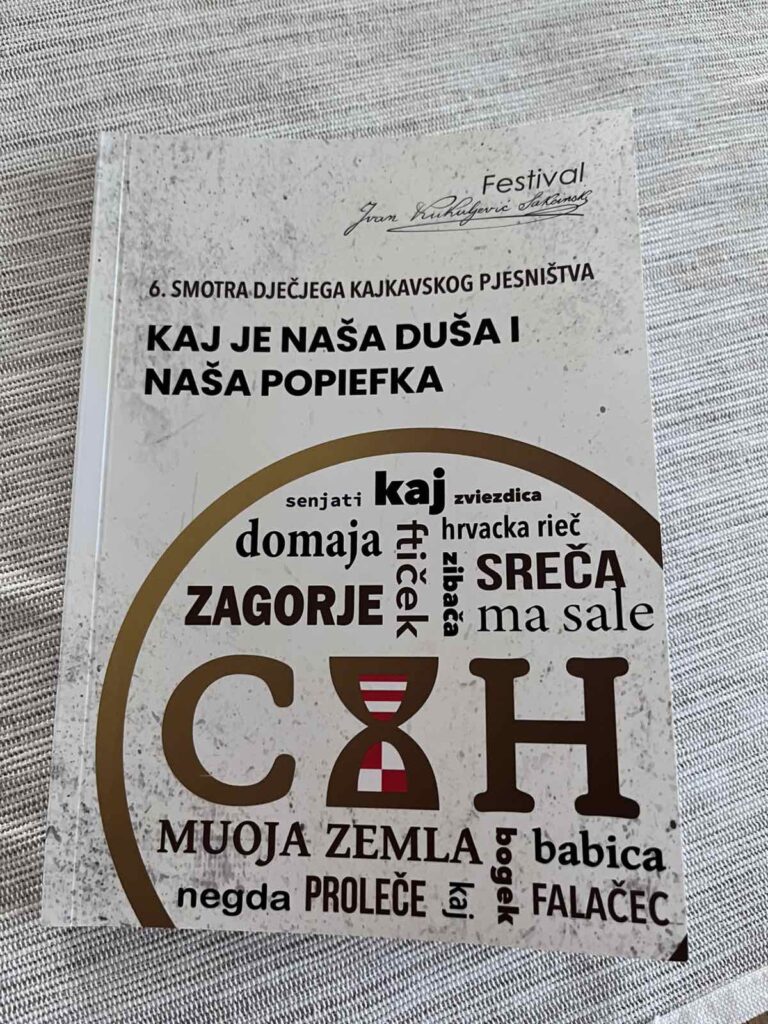 Festival
Ivan Kukuljević Sakcinski
6. SMOTRA DJEČJEGA KAJKAVSKOG PJESNIŠTVA
KAJ JE NAŠA DUŠA I
NAŠA POPIEFKA
senjati kaj zviezdica
domaja ftiček hrvacka rieč
ZAGORJE zibača SREČA
ma sale
C H
MUOJA ZEMLA bogek babica
negda PROLEČE kaj FALAČEC